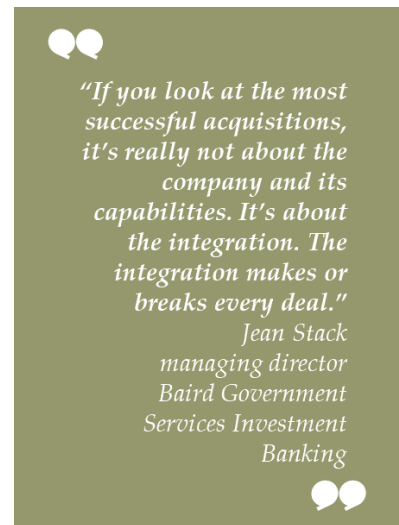 “If you look at the most
successful acquisitions,
it’s really not about the
company and its
capabilities. It’s about
the integration. The
integration makes or
breaks every deal.”
Jean Stack
managing director
Baird Government
Services Investment
Banking